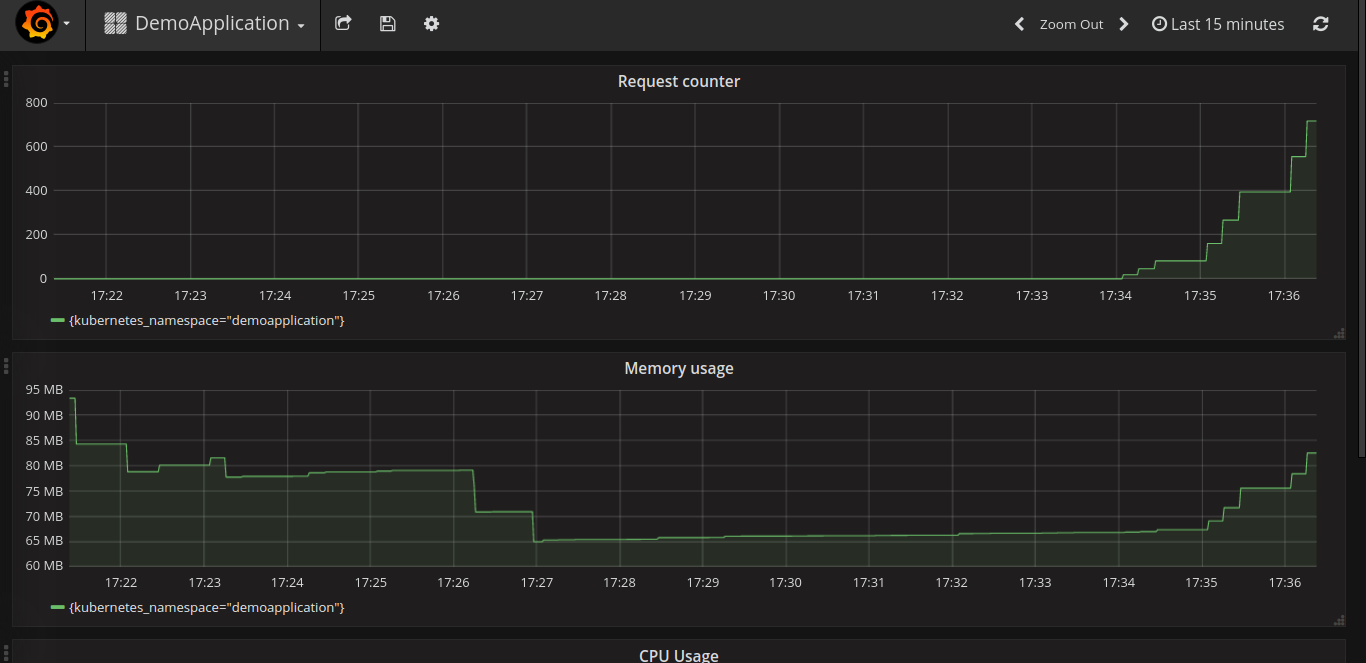 DemoApplication
Zoom Out
Last 15 minutes
Request counter
800
600
400
200
0
17:22 17:23 17:24 17:25 17:26 17:27 17:28 17:29 17:30 17:31 17:32 17:33 17:34 17:35 17:36
{kubernetes_namespace="demoapplication"}
Memory usage
95 MB
90 MB
85 MB
80 MB
75 MB
70 MB
65 MB
60 MB
17:22 17:23 17:24 17:25 17:26 17:27 17:28 17:29 17:30 17:31 17:32 17:33 17:34 17:35 17:36
{kubernetes_namespace="demoapplication"}
CPU Usage